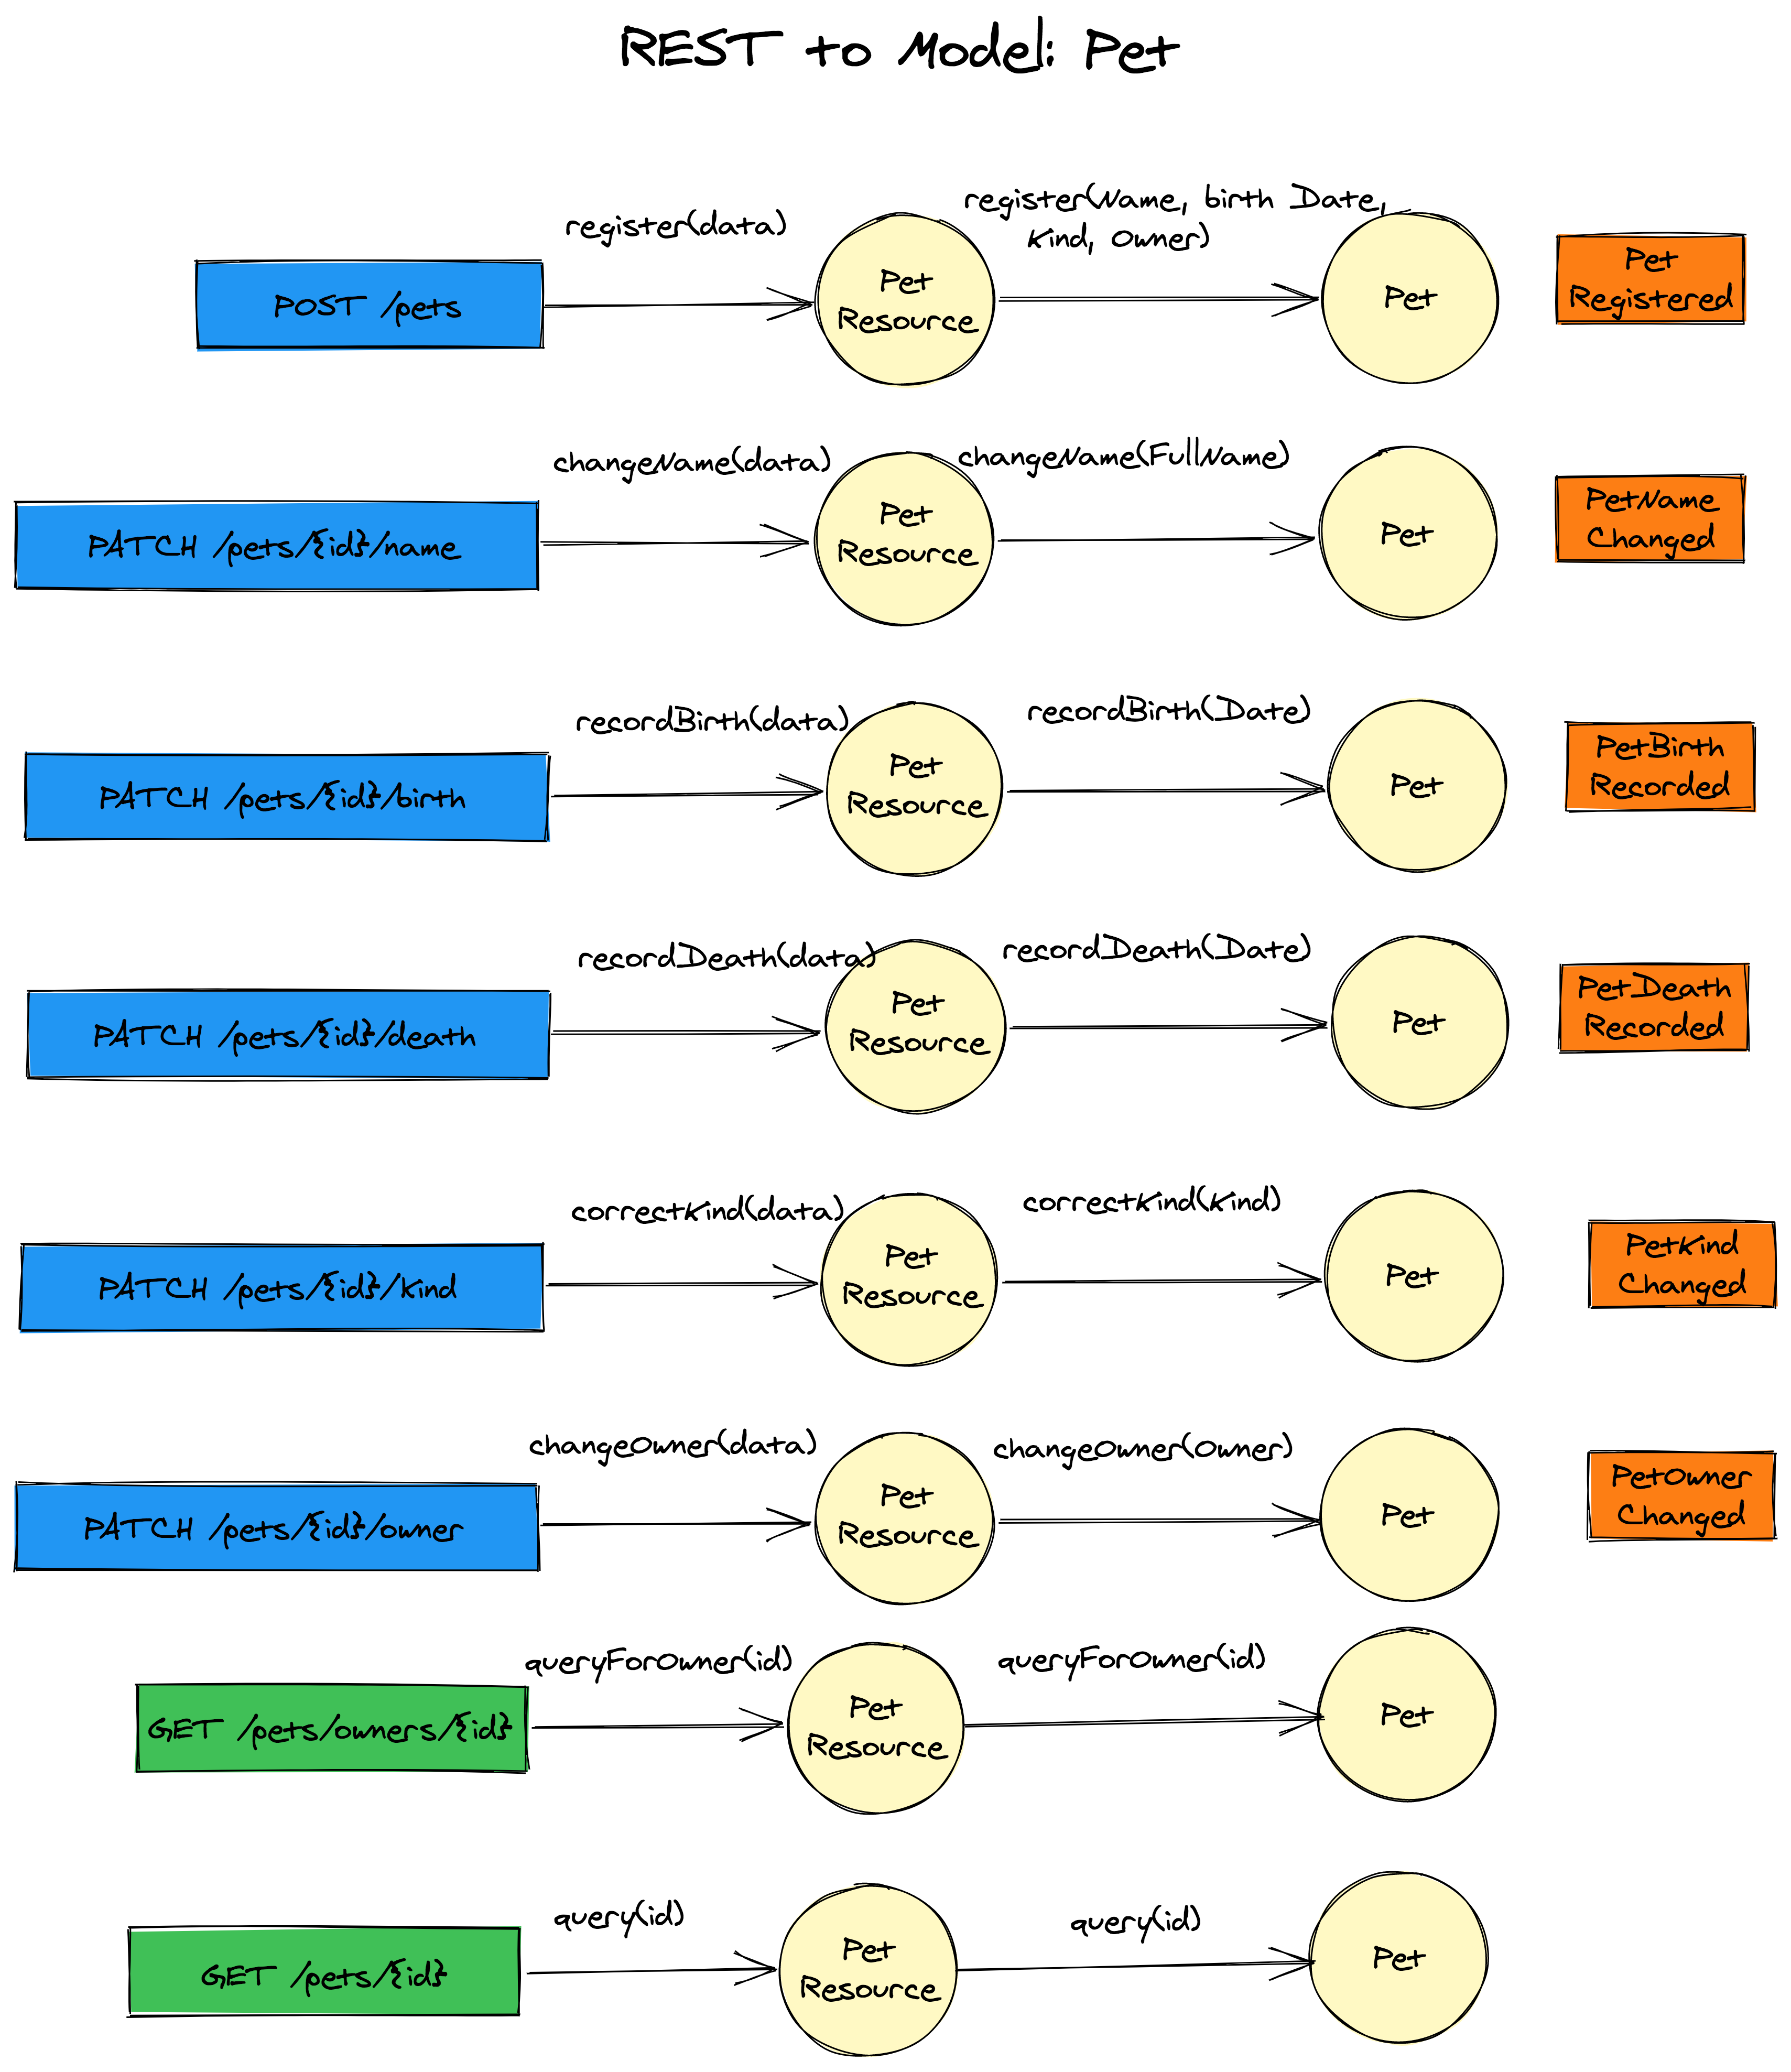 REST to Model: Pet
register(data)
register(Name, birth Date,
Kind, Owner)
POST /pets
Pet
Resource
Pet
Pet
Registered
changeName(data)
changeName(FullName)
PATCH /pets/{id}/name
Pet
Resource
Pet
PetName
Changed
recordBirth(data)
recordBirth(Date)
PATCH /pets/{id}/birth
Pet
Resource
Pet
PetBirth
Recorded
recordDeath(data)
recordDeath(Date)
PATCH /pets/{id}/death
Pet
Resource
Pet
PetDeath
Recorded
correctKind(data)
correctKind(Kind)
PATCH /pets/{id}/kind
Pet
Resource
Pet
PetKind
Changed
changeOwner(data)
changeOwner(Owner)
PATCH /pets/{id}/owner
Pet
Resource
Pet
PetOwner
Changed
queryForOwner(id)
queryForOwner(id)
GET /pets/owners/{id}
Pet
Resource
Pet
query(id)
query(id)
GET /pets/{id}
Pet
Resource
Pet